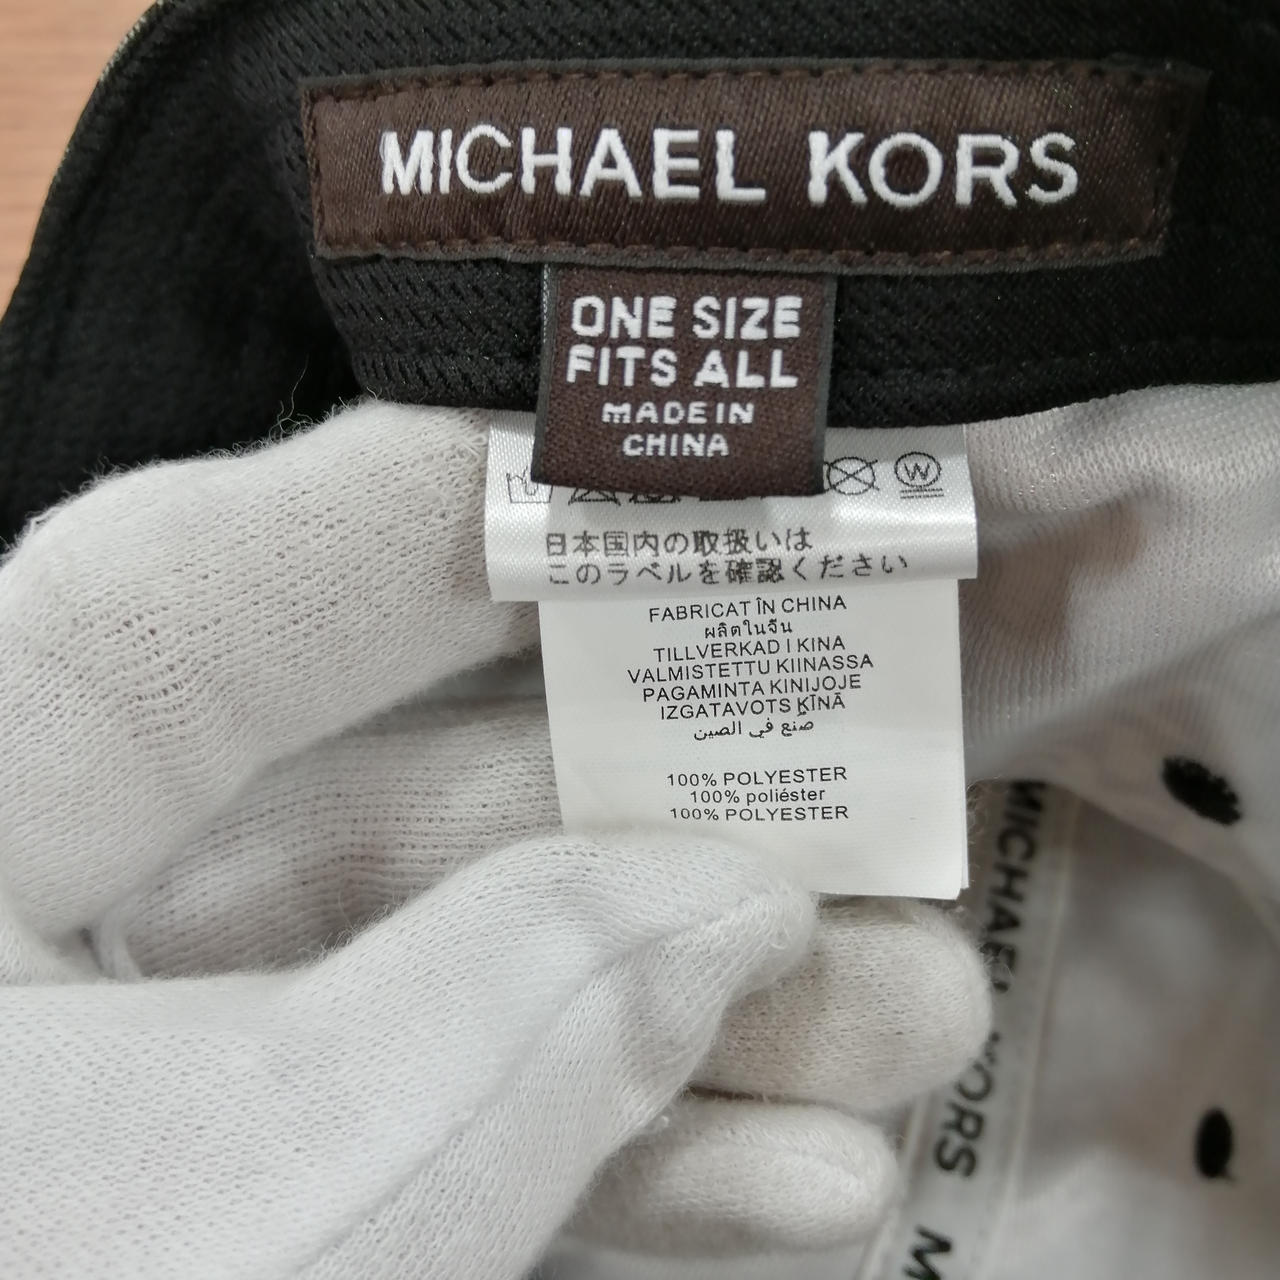 MICHAEL KORS
ONE SIZE
FITS ALL
MADE IN
CHINA
W
日本国内の取扱いは
このラベルを確認ください
FABRICAT ÎN CHINA
ผลิตในจีน
TILLVERKAD I KINA
VALMISTETTU KIINASSA
PAGAMINTA KINIJOJE
IZGATAVOTS ĶĪNĀ
صنع في الصين
100% POLYESTER
100% poliéster
100% POLYESTER
MICHAEL KORS M